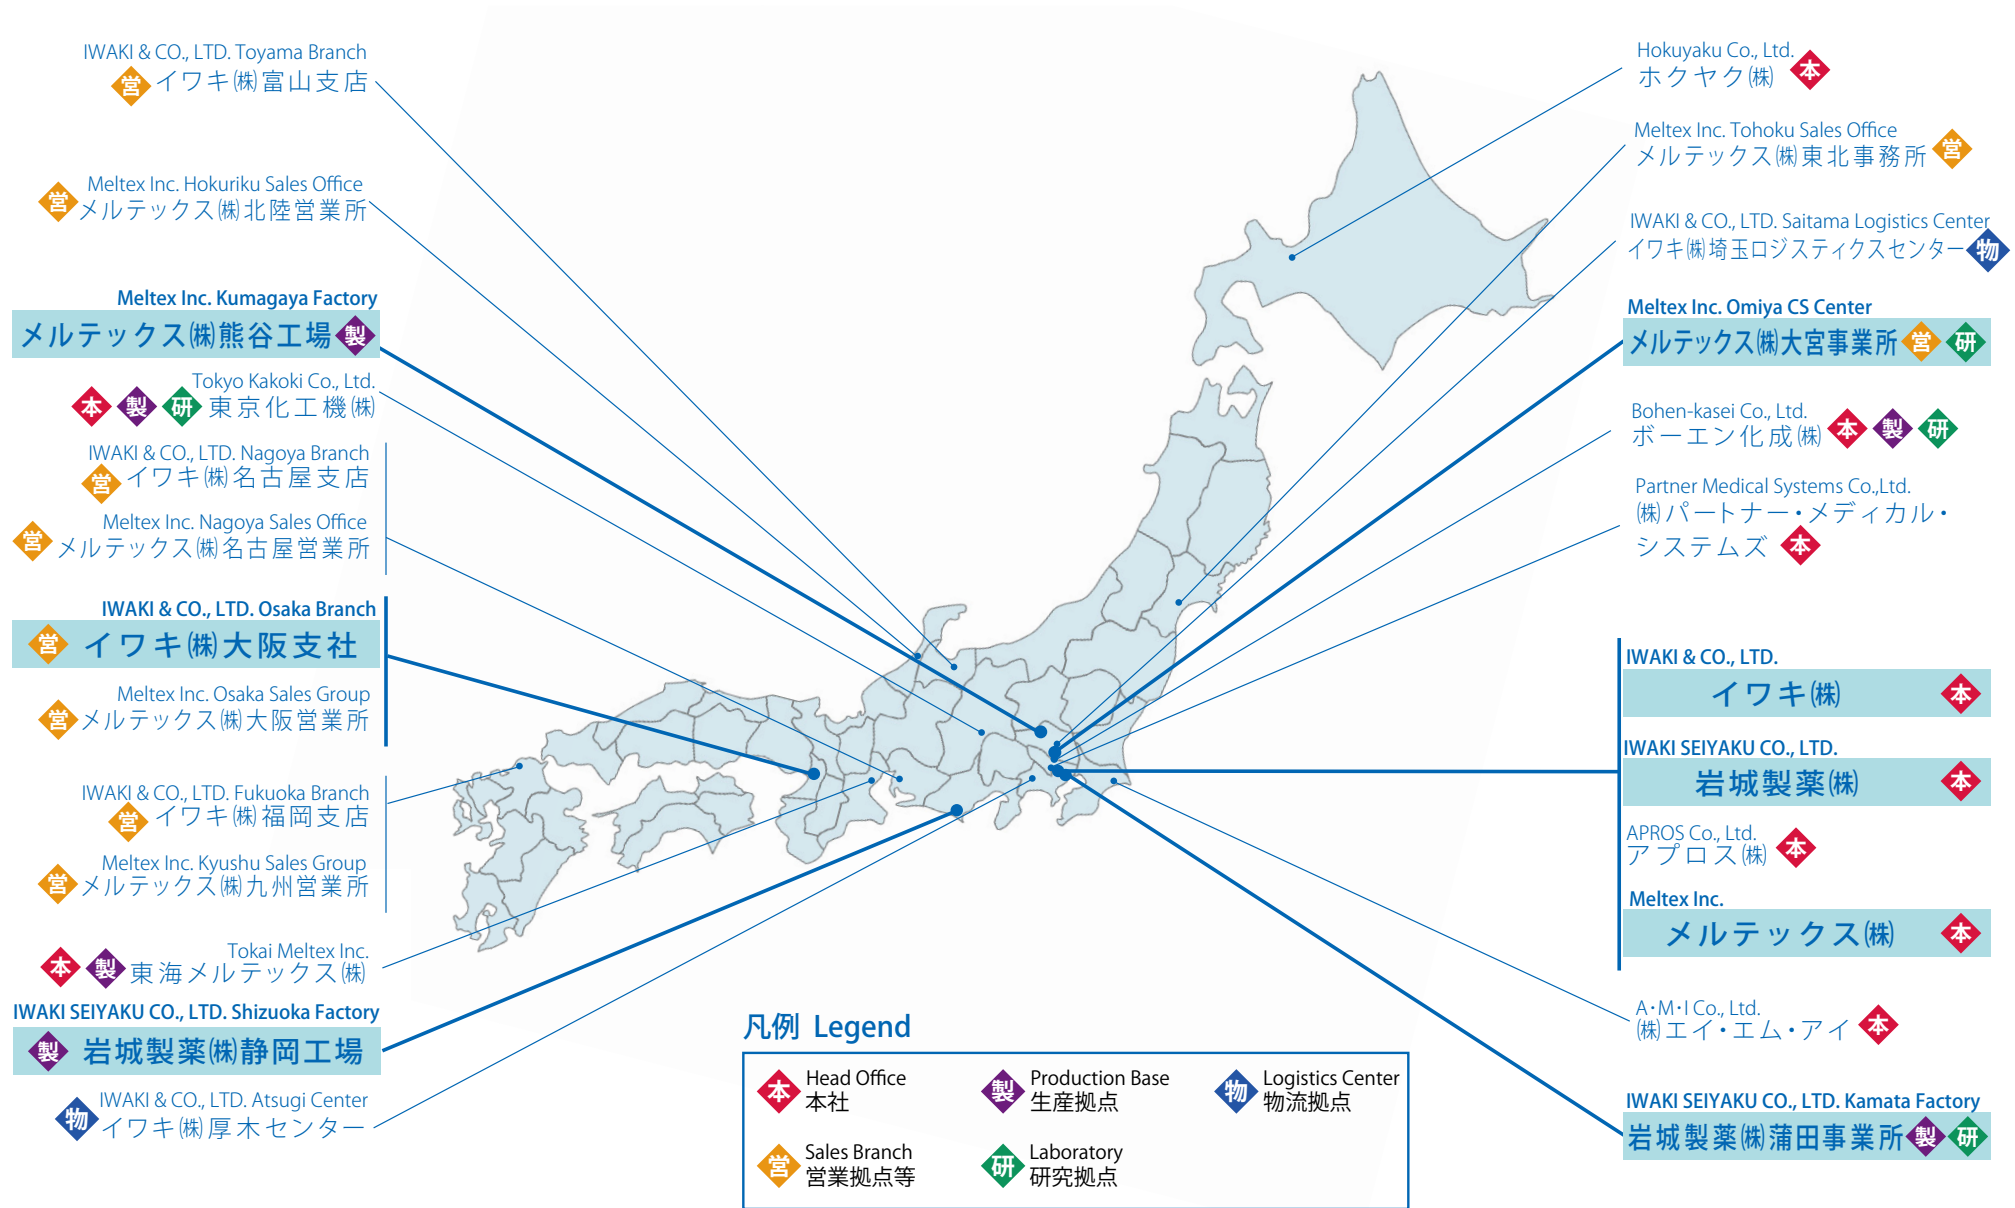 IWAKI & CO., LTD. Toyama Branch
営 イワキ㈱富山支店
Meltex Inc. Hokuriku Sales Office
営 メルテックス㈱北陸営業所
Meltex Inc. Kumagaya Factory
メルテックス㈱熊谷工場 製
Tokyo Kakoki Co., Ltd.
本 製 研 東京化工機㈱
IWAKI & CO., LTD. Nagoya Branch
営 イワキ㈱名古屋支店
Meltex Inc. Nagoya Sales Office
営 メルテックス㈱名古屋営業所
IWAKI & CO., LTD. Osaka Branch
営 イワキ㈱大阪支社
Meltex Inc. Osaka Sales Group
営 メルテックス㈱大阪営業所
IWAKI & CO., LTD. Fukuoka Branch
営 イワキ㈱福岡支店
Meltex Inc. Kyushu Sales Group
営 メルテックス㈱九州営業所
Tokai Meltex Inc.
本 製 東海メルテックス㈱
IWAKI SEIYAKU CO., LTD. Shizuoka Factory
製 岩城製薬㈱静岡工場
IWAKI & CO., LTD. Atsugi Center
物 イワキ㈱厚木センター
Hokuyaku Co., Ltd.
ホクヤク㈱ 本
Meltex Inc. Tohoku Sales Office
メルテックス㈱東北事務所 営
IWAKI & CO., LTD. Saitama Logistics Center
イワキ㈱埼玉ロジスティクスセンター 物
Meltex Inc. Omiya CS Center
メルテックス㈱大宮事業所 営 研
Bohen-kasei Co., Ltd.
ボーエン化成㈱ 本 製 研
Partner Medical Systems Co.,Ltd.
㈱パートナー・メディカル・
システムズ 本
IWAKI & CO., LTD.
イワキ㈱ 本
IWAKI SEIYAKU CO., LTD.
岩城製薬㈱ 本
APROS Co., Ltd.
アプロス㈱ 本
Meltex Inc.
メルテックス㈱ 本
A・M・I Co., Ltd.
㈱エイ・エム・アイ 本
IWAKI SEIYAKU CO., LTD. Kamata Factory
岩城製薬㈱蒲田事業所 製 研
凡例 Legend
本 Head Office
本社
製 Production Base
生産拠点
物 Logistics Center
物流拠点
営 Sales Branch
営業拠点等
研 Laboratory
研究拠点